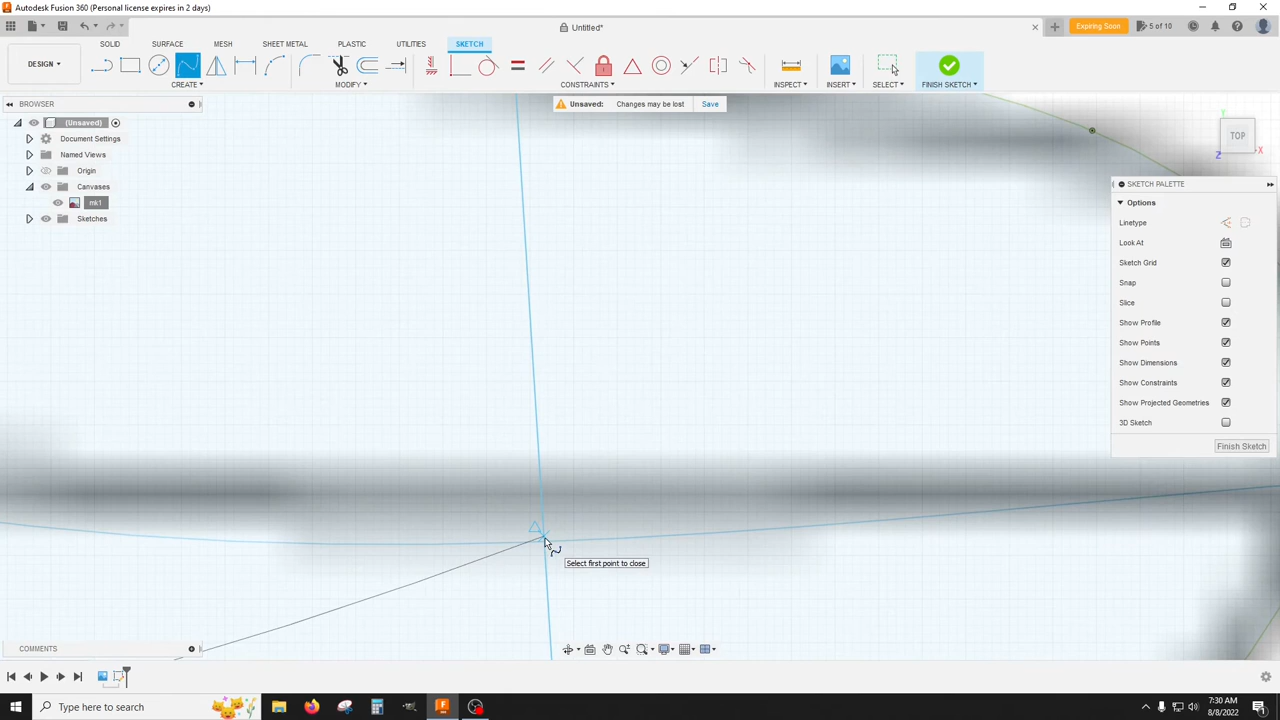 Autodesk Fusion 360 (Personal license expires in 2 days)
Untitled*
Expiring Soon
5 of 10
DESIGN
SOLID
SURFACE
MESH
SHEET METAL
PLASTIC
UTILITIES
SKETCH
CREATE
MODIFY
CONSTRAINTS
INSPECT
INSERT
SELECT
FINISH SKETCH
BROWSER
Unsaved: Changes may be lost
Save
(Unsaved)
Document Settings
Named Views
Origin
Canvases
mk1
Sketches
Y
TOP
X
Z
SKETCH PALETTE
Options
Linetype
Look At
Sketch Grid
Snap
Slice
Show Profile
Show Points
Show Dimensions
Show Constraints
Show Projected Geometries
3D Sketch
Finish Sketch
Select first point to close
COMMENTS
Type here to search
7:30 AM
8/8/2022
1